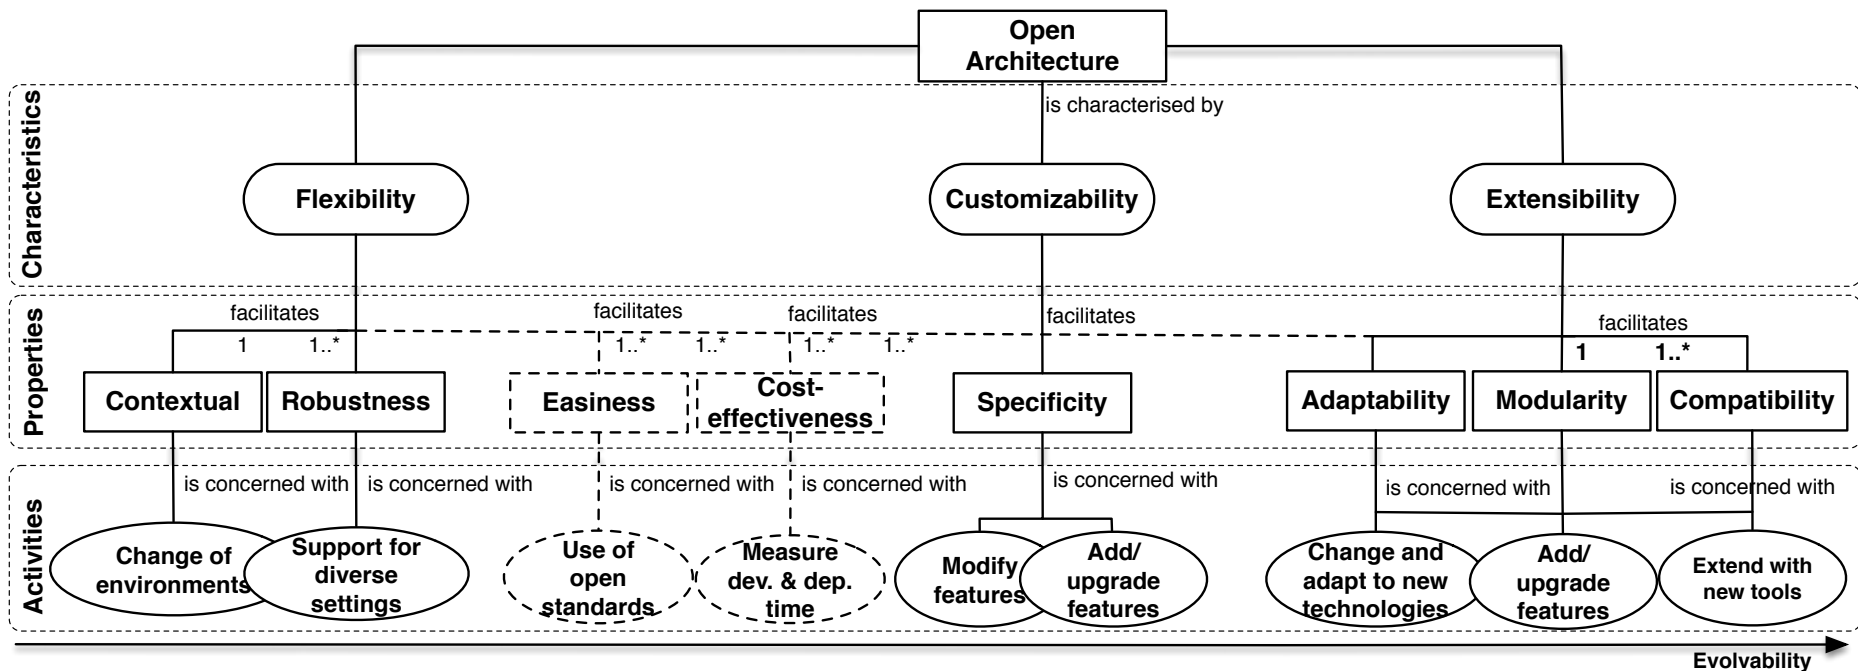 Open
Architecture
is characterised by
Characteristics
Flexibility
Customizability
Extensibility
Properties
facilitates
facilitates
facilitates
facilitates
facilitates
1
1..*
1..*
1..*
1..*
1..*
1
1..*
Contextual
Robustness
Easiness
Cost-
effectiveness
Specificity
Adaptability
Modularity
Compatibility
Activities
is concerned with
is concerned with
is concerned with
is concerned with
is concerned with
is concerned with
is concerned with
Change of
environments
Support for
diverse
settings
Use of
open
standards
Measure
dev. & dep.
time
Modify
features
Add/
upgrade
features
Change and
adapt to new
technologies
Add/
upgrade
features
Extend with
new tools
Evolvability